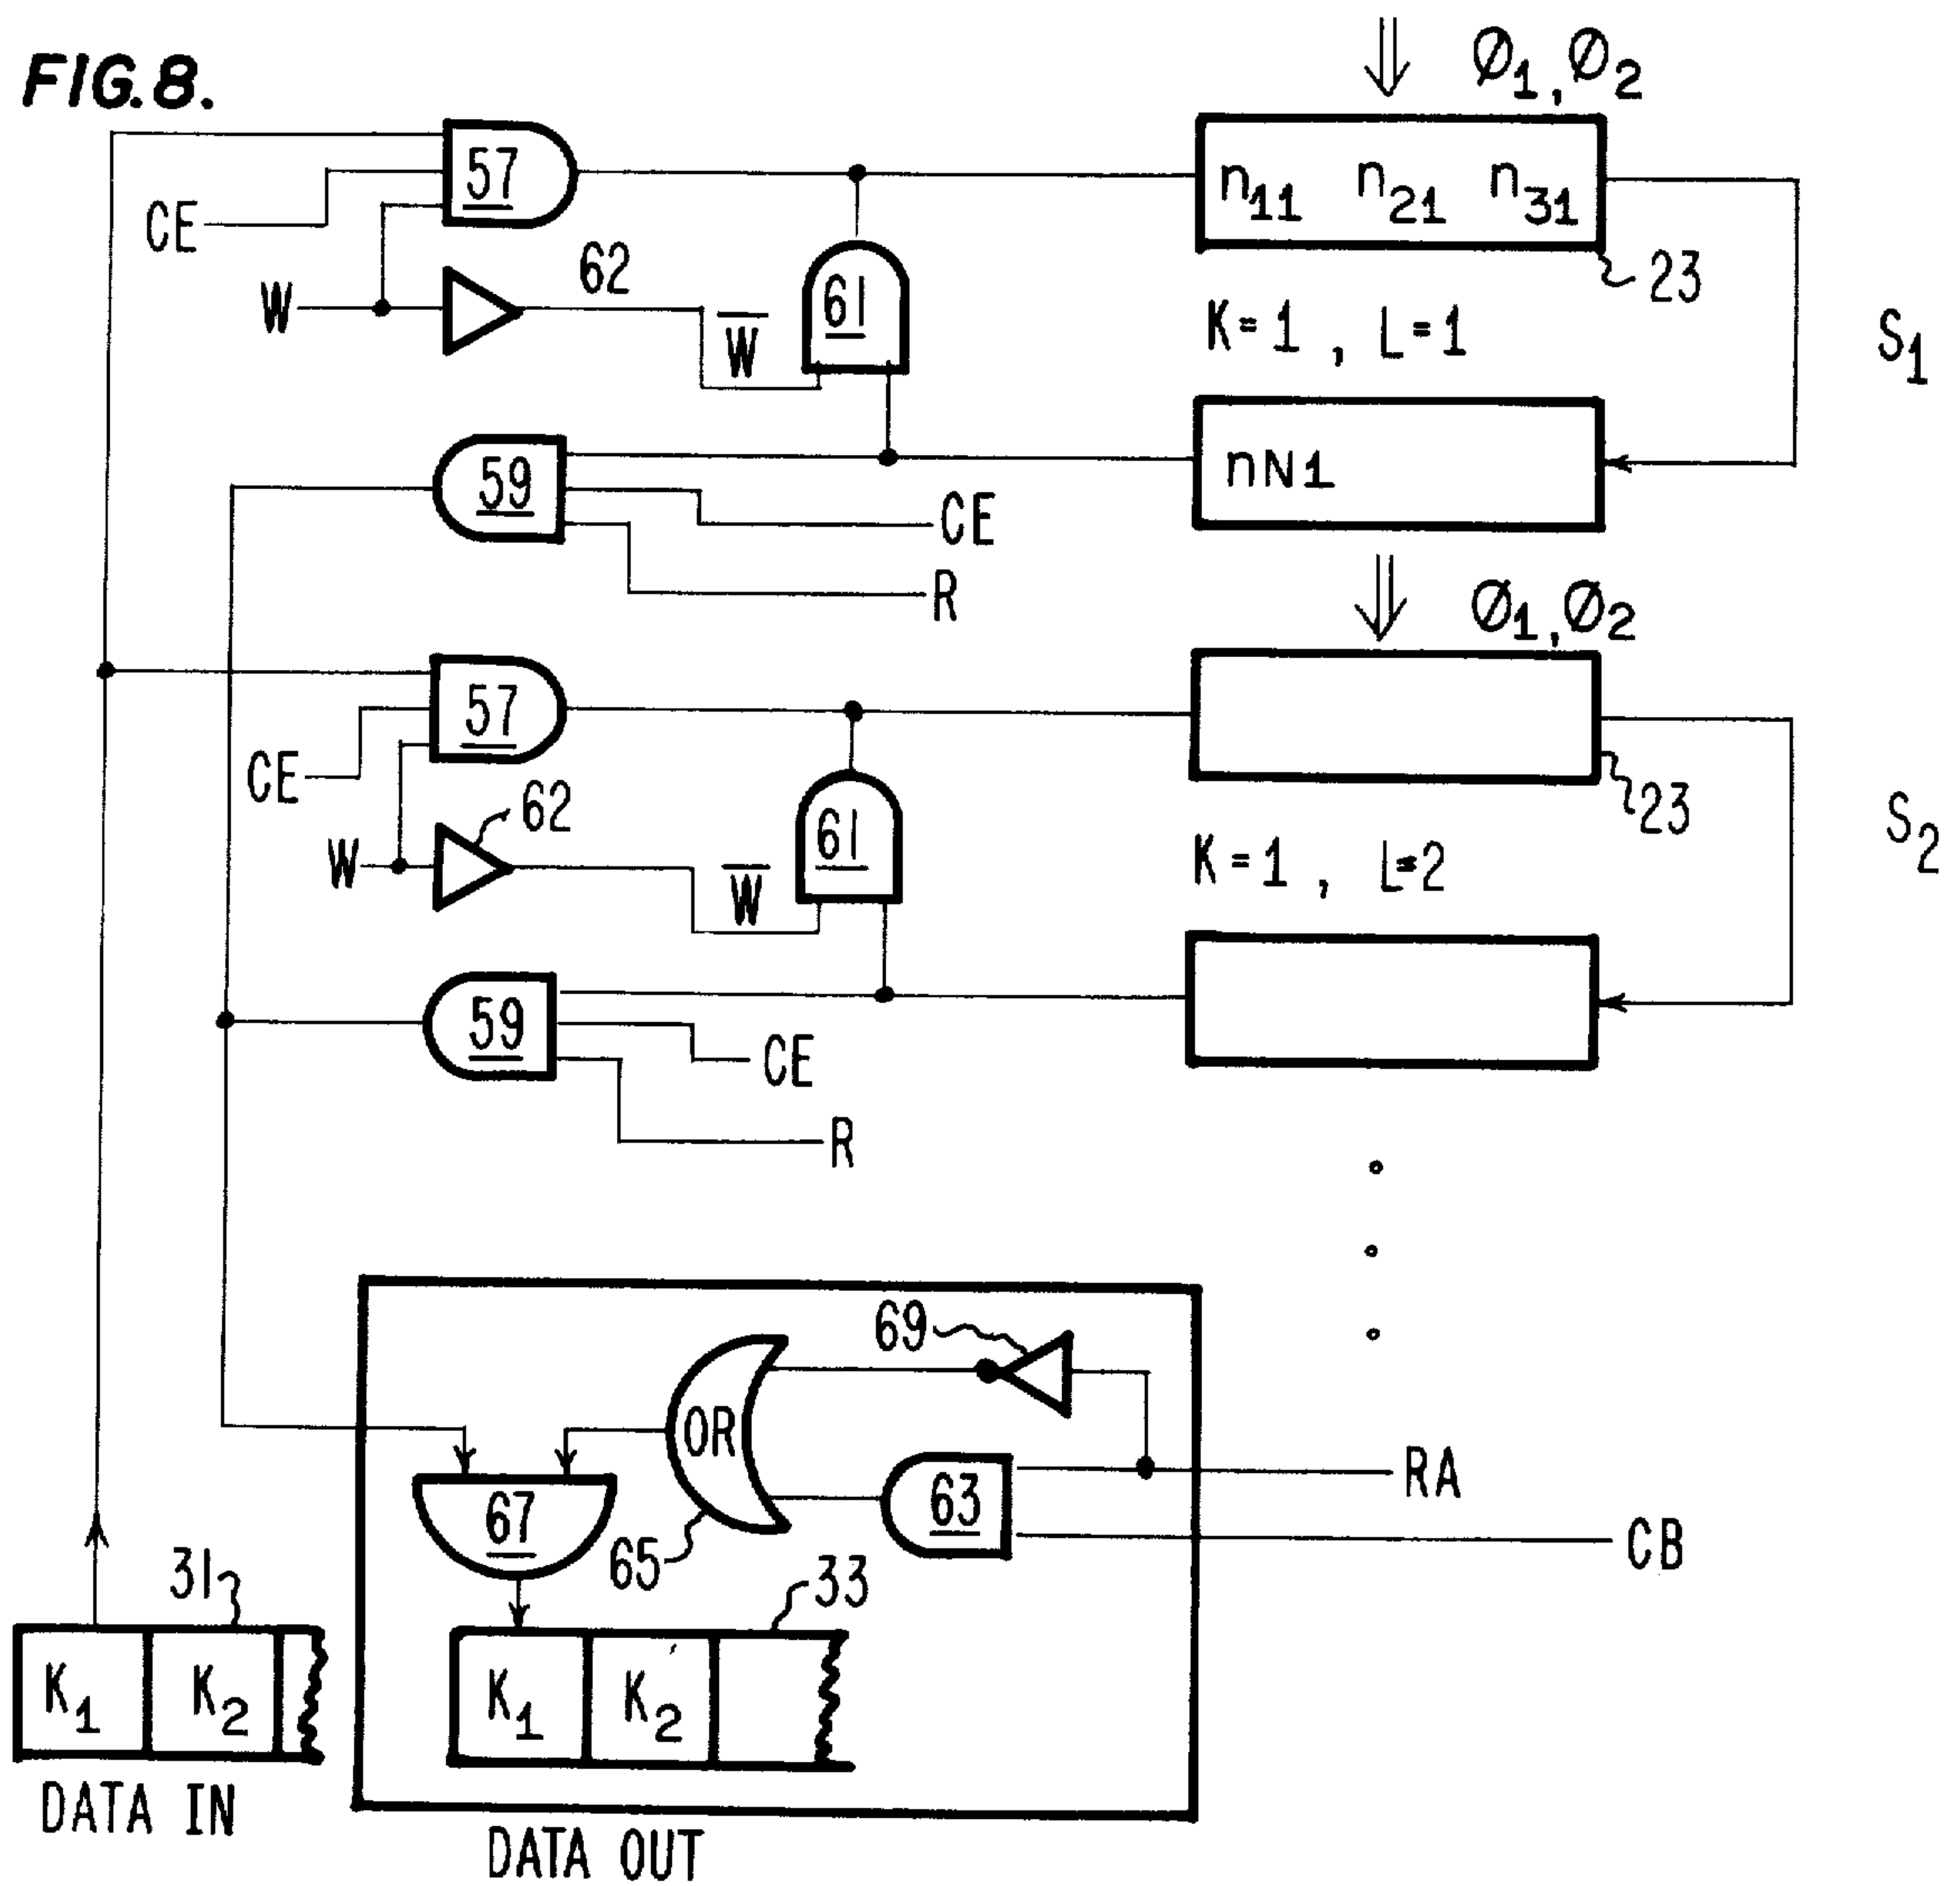 FIG.8.
Ø1, Ø2
57
n11 n21 n31
CE
62
23
W
61
W̅
K=1 , L=1
S1
59
nN1
CE
R
Ø1, Ø2
57
CE
62
23
61
W
W̅
K=1 , L=2
S2
59
CE
R
69
OR
RA
63
67
CB
65
31
33
K1 K2
K1 K2
DATA IN
DATA OUT